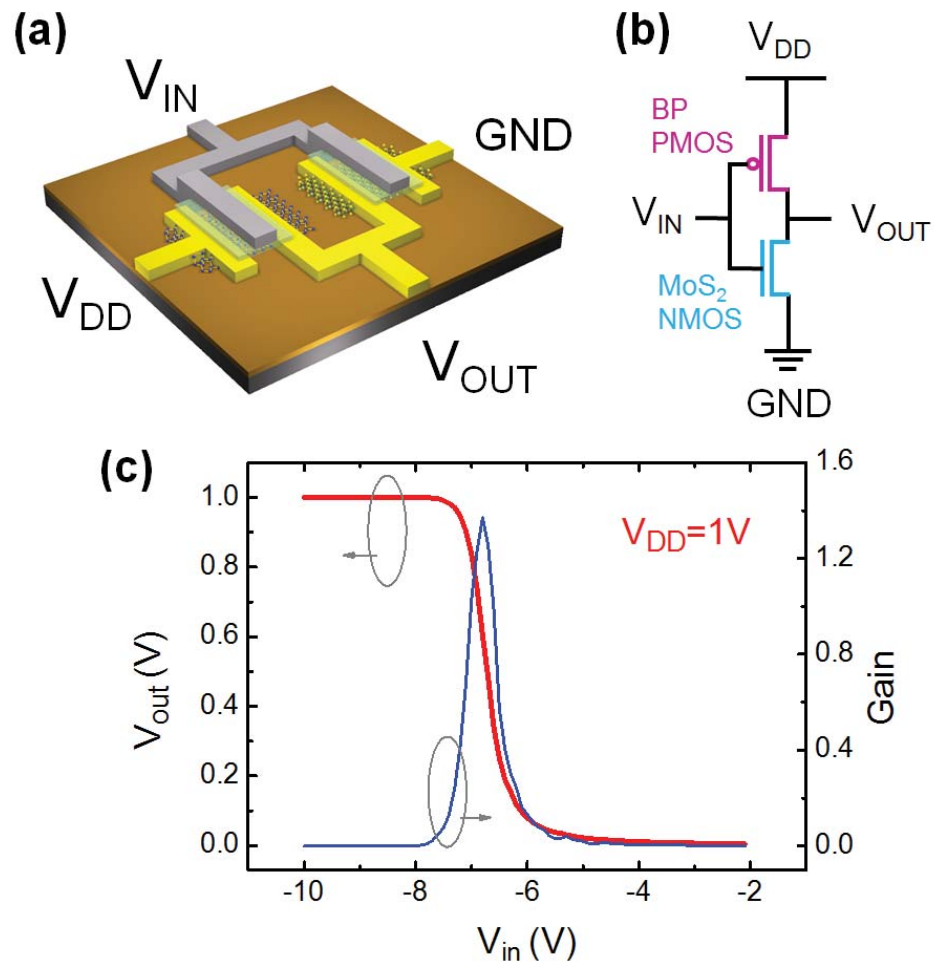 (a)
V_IN
GND
V_DD
V_OUT
(b)
V_DD
BP
PMOS
V_IN
V_OUT
MoS₂
NMOS
GND
(c)
V_DD=1V
1.0
0.8
0.6
0.4
0.2
0.0
V_out (V)
1.6
1.2
0.8
0.4
0.0
Gain
-10
-8
-6
-4
-2
V_in (V)